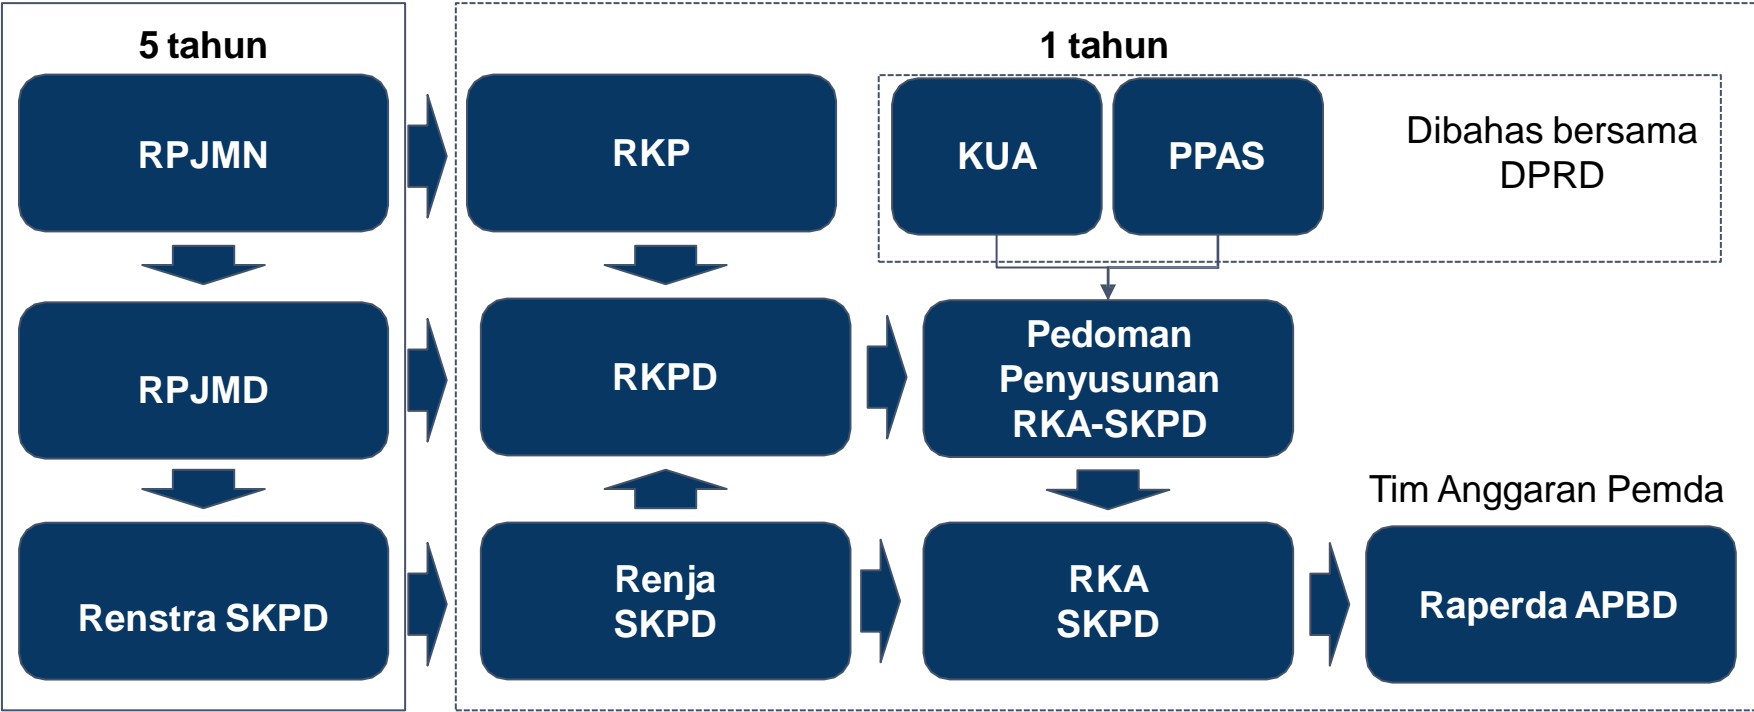 5 tahun
1 tahun
RPJMN
RKP
KUA
PPAS
Dibahas bersama
DPRD
RPJMD
RKPD
Pedoman
Penyusunan
RKA-SKPD
Tim Anggaran Pemda
Renstra SKPD
Renja
SKPD
RKA
SKPD
Raperda APBD